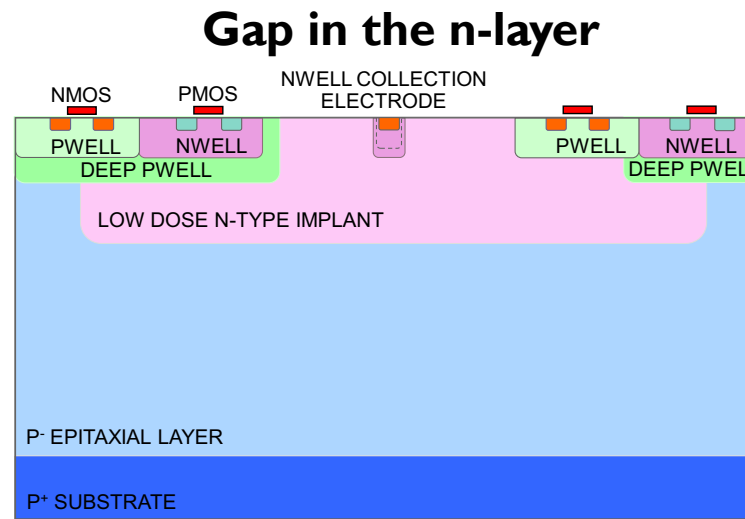 Gap in the n-layer
NWELL COLLECTION
ELECTRODE
NMOS PMOS
PWELL NWELL PWELL NWELL
DEEP PWELL DEEP PWEL
LOW DOSE N-TYPE IMPLANT
P- EPITAXIAL LAYER
P+ SUBSTRATE